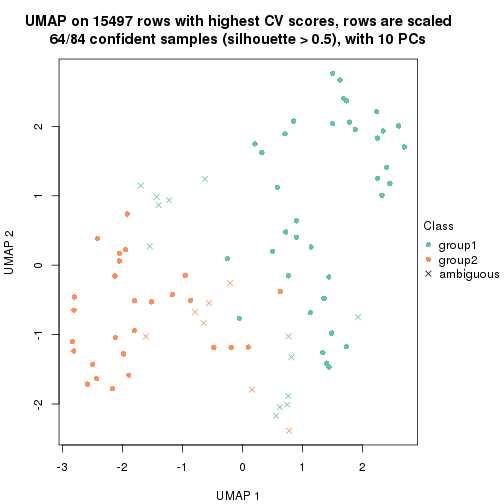 UMAP on 15497 rows with highest CV scores, rows are scaled
64/84 confident samples (silhouette > 0.5), with 10 PCs
2
1
0
-1
-2
UMAP 2
-3
-2
-1
0
1
2
UMAP 1
Class
group1
group2
ambiguous